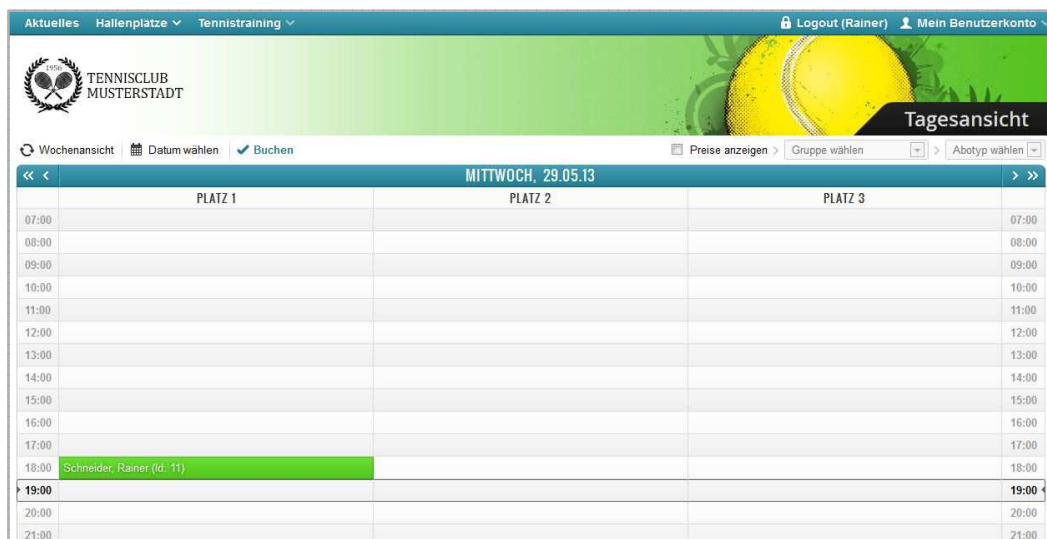 Aktuelles Hallenplätze Tennistraining Logout (Rainer) Mein Benutzerkonto
1956
TENNISCLUB
MUSTERSTADT
Tagesansicht
Wochenansicht Datum wählen Buchen Preise anzeigen > Gruppe wählen > Abotyp wählen
« < MITTWOCH, 29.05.13 > »
PLATZ 1 PLATZ 2 PLATZ 3
07:00 07:00
08:00 08:00
09:00 09:00
10:00 10:00
11:00 11:00
12:00 12:00
13:00 13:00
14:00 14:00
15:00 15:00
16:00 16:00
17:00 17:00
18:00 Schneider, Rainer (Id: 11) 18:00
19:00 19:00
20:00 20:00
21:00 21:00